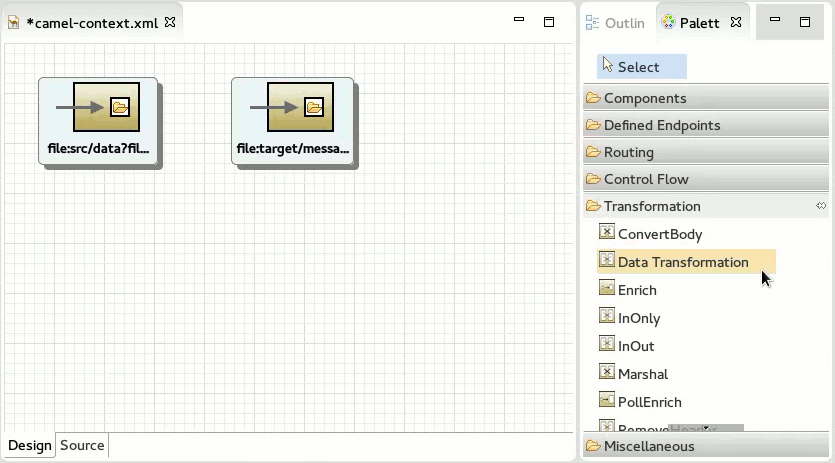 *camel-context.xml
file:src/data?fil...
file:target/messa...
Design
Source
Outlin
Palett
Select
Components
Defined Endpoints
Routing
Control Flow
Transformation
ConvertBody
Data Transformation
Enrich
InOnly
InOut
Marshal
PollEnrich
RemoveHeader
Miscellaneous